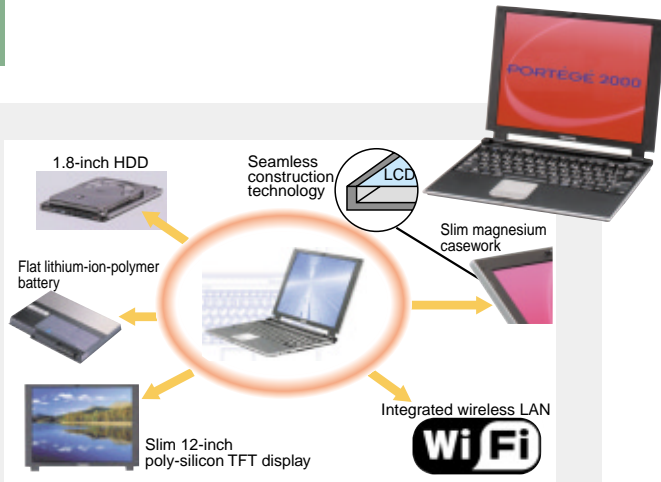 PORTÉGÉ 2000
1.8-inch HDD
Seamless
construction
technology
LCD
Slim magnesium
casework
Flat lithium-ion-polymer
battery
Slim 12-inch
poly-silicon TFT display
Integrated wireless LAN
Wi Fi